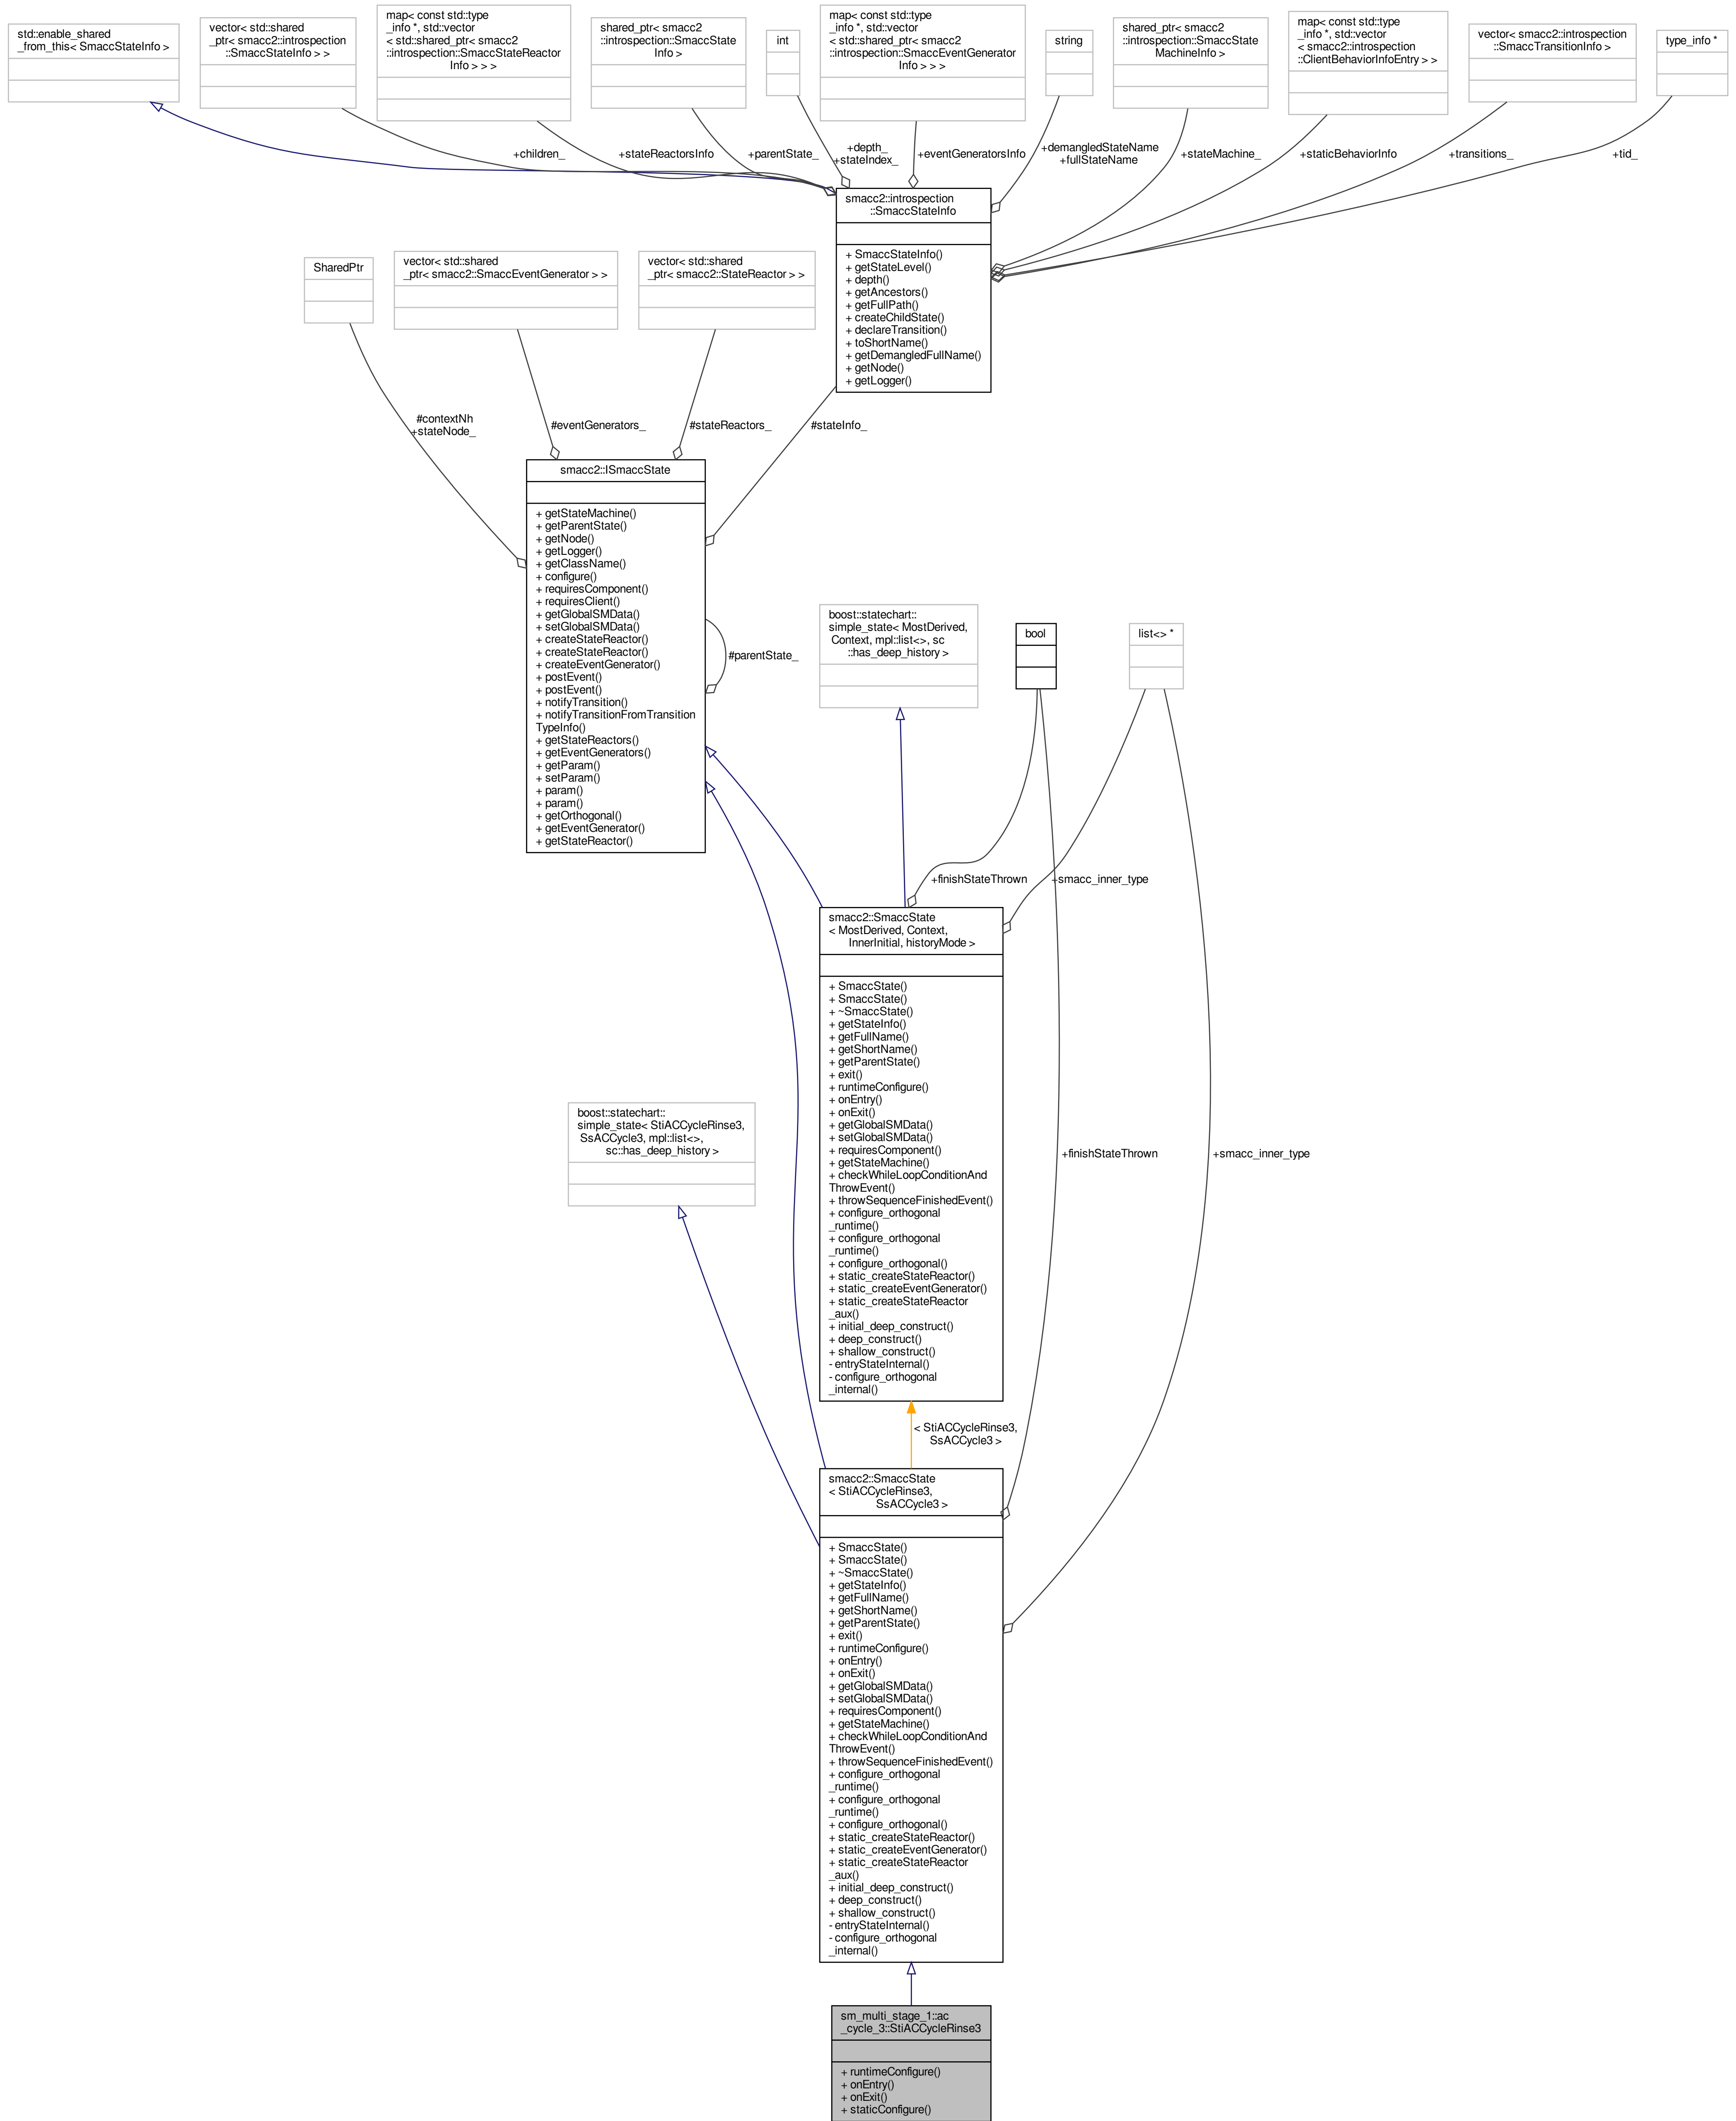 std::enable_shared
_from_this< SmaccStateInfo >
vector< std::shared
_ptr< smacc2::introspection
::SmaccStateInfo > >
map< const std::type
_info *, std::vector
< std::shared_ptr< smacc2
::introspection::SmaccStateReactor
Info > > >
shared_ptr< smacc2
::introspection::SmaccState
Info >
int
map< const std::type
_info *, std::vector
< std::shared_ptr< smacc2
::introspection::SmaccEventGenerator
Info > > >
string
shared_ptr< smacc2
::introspection::SmaccState
MachineInfo >
map< const std::type
_info *, std::vector
< smacc2::introspection
::ClientBehaviorInfoEntry > >
vector< smacc2::introspection
::SmaccTransitionInfo >
type_info *
+children_
+stateReactorsInfo
+parentState_
+depth_
+stateIndex_
+eventGeneratorsInfo
+demangledStateName
+fullStateName
+stateMachine_
+staticBehaviorInfo
+transitions_
+tid_
smacc2::introspection
::SmaccStateInfo
+ SmaccStateInfo()
+ getStateLevel()
+ depth()
+ getAncestors()
+ getFullPath()
+ createChildState()
+ declareTransition()
+ toShortName()
+ getDemangledFullName()
+ getNode()
+ getLogger()
SharedPtr
vector< std::shared
_ptr< smacc2::SmaccEventGenerator > >
vector< std::shared
_ptr< smacc2::StateReactor > >
#contextNh
+stateNode_
#eventGenerators_
#stateReactors_
#stateInfo_
smacc2::ISmaccState
+ getStateMachine()
+ getParentState()
+ getNode()
+ getLogger()
+ getClassName()
+ configure()
+ requiresComponent()
+ requiresClient()
+ getGlobalSMData()
+ setGlobalSMData()
+ createStateReactor()
+ createStateReactor()
+ createEventGenerator()
+ postEvent()
+ postEvent()
+ notifyTransition()
+ notifyTransitionFromTransition
TypeInfo()
+ getStateReactors()
+ getEventGenerators()
+ getParam()
+ setParam()
+ param()
+ param()
+ getOrthogonal()
+ getEventGenerator()
+ getStateReactor()
#parentState_
boost::statechart::
simple_state< MostDerived,
Context, mpl::list<>, sc
::has_deep_history >
bool
list<> *
+finishStateThrown
+smacc_inner_type
smacc2::SmaccState
< MostDerived, Context,
InnerInitial, historyMode >
+ SmaccState()
+ SmaccState()
+ ~SmaccState()
+ getStateInfo()
+ getFullName()
+ getShortName()
+ getParentState()
+ exit()
+ runtimeConfigure()
+ onEntry()
+ onExit()
+ getGlobalSMData()
+ setGlobalSMData()
+ requiresComponent()
+ getStateMachine()
+ checkWhileLoopConditionAnd
ThrowEvent()
+ throwSequenceFinishedEvent()
+ configure_orthogonal
_runtime()
+ configure_orthogonal
_runtime()
+ configure_orthogonal()
+ static_createStateReactor()
+ static_createEventGenerator()
+ static_createStateReactor
_aux()
+ initial_deep_construct()
+ deep_construct()
+ shallow_construct()
- entryStateInternal()
- configure_orthogonal
_internal()
boost::statechart::
simple_state< StiACCycleRinse3,
SsACCycle3, mpl::list<>,
sc::has_deep_history >
+finishStateThrown
+smacc_inner_type
< StiACCycleRinse3,
SsACCycle3 >
smacc2::SmaccState
< StiACCycleRinse3,
SsACCycle3 >
+ SmaccState()
+ SmaccState()
+ ~SmaccState()
+ getStateInfo()
+ getFullName()
+ getShortName()
+ getParentState()
+ exit()
+ runtimeConfigure()
+ onEntry()
+ onExit()
+ getGlobalSMData()
+ setGlobalSMData()
+ requiresComponent()
+ getStateMachine()
+ checkWhileLoopConditionAnd
ThrowEvent()
+ throwSequenceFinishedEvent()
+ configure_orthogonal
_runtime()
+ configure_orthogonal
_runtime()
+ configure_orthogonal()
+ static_createStateReactor()
+ static_createEventGenerator()
+ static_createStateReactor
_aux()
+ initial_deep_construct()
+ deep_construct()
+ shallow_construct()
- entryStateInternal()
- configure_orthogonal
_internal()
sm_multi_stage_1::ac
_cycle_3::StiACCycleRinse3
+ runtimeConfigure()
+ onEntry()
+ onExit()
+ staticConfigure()